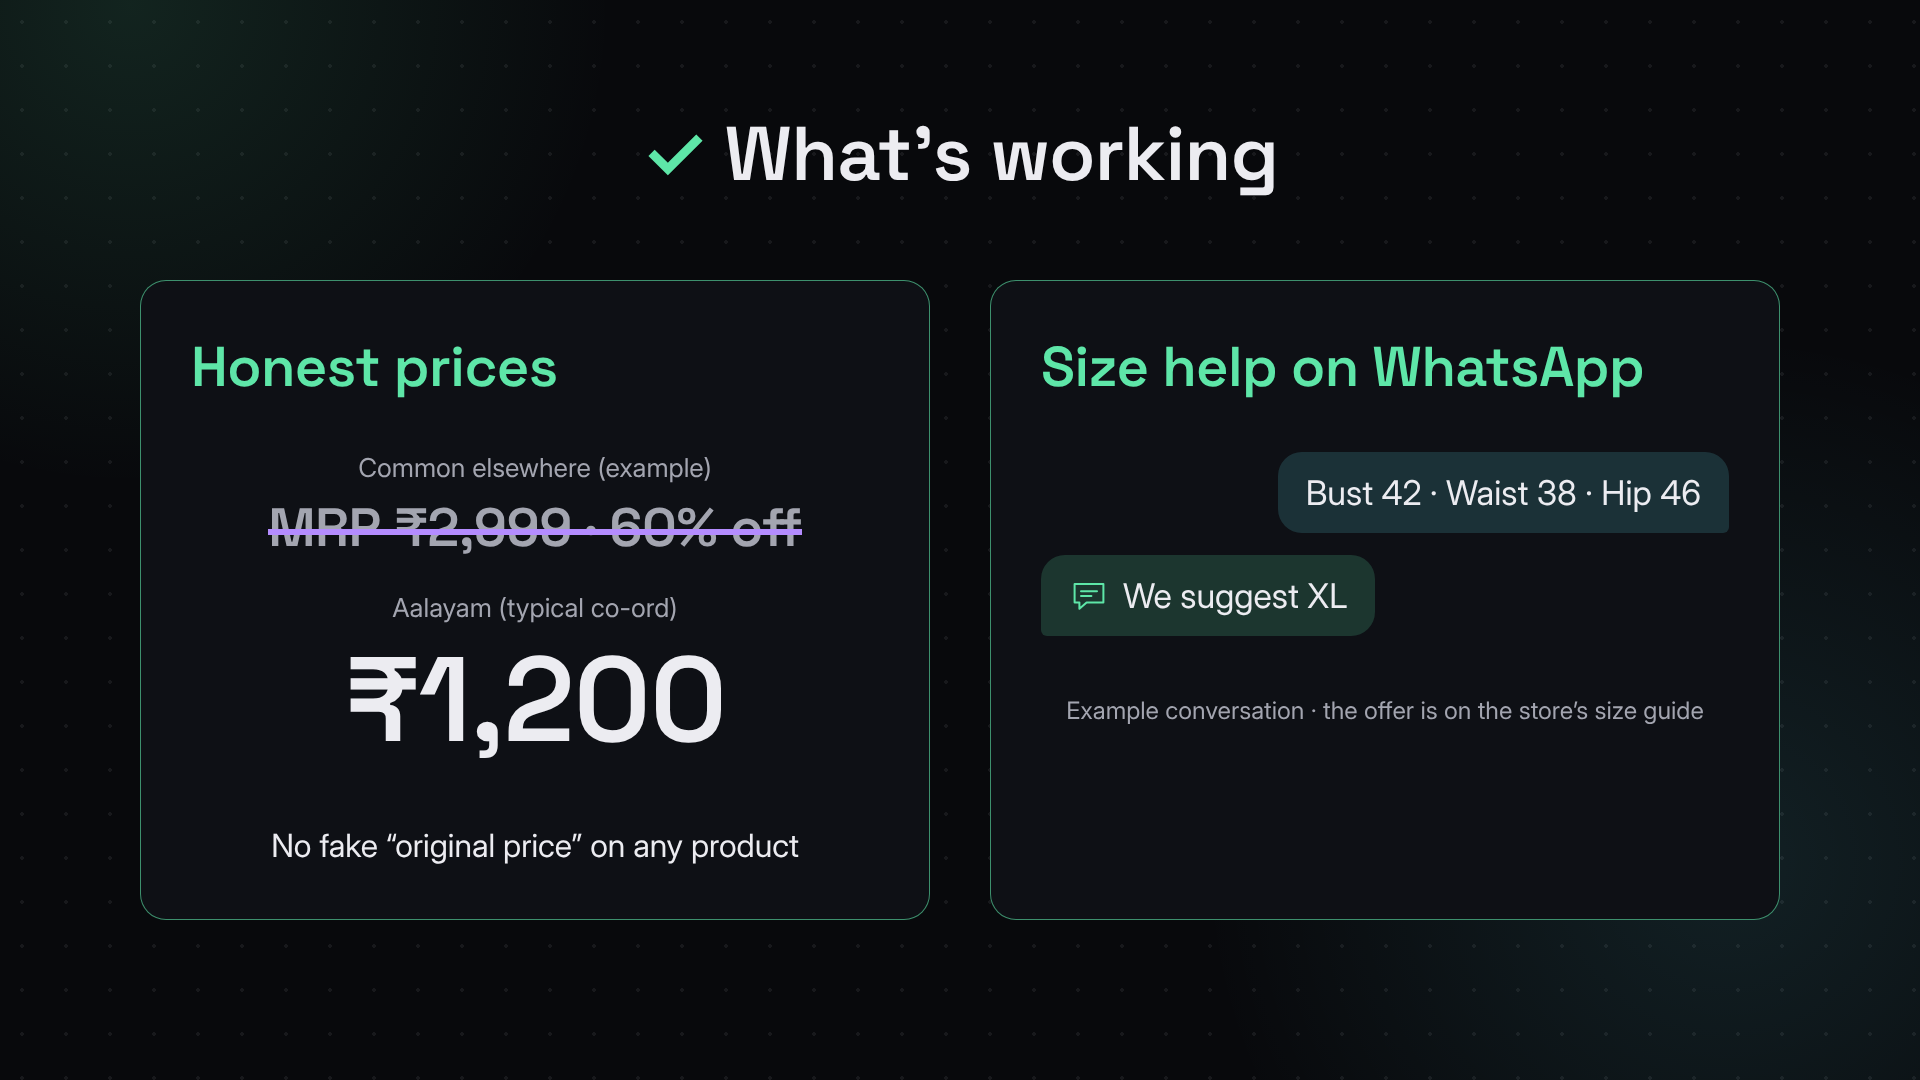 What’s working
Honest prices
Common elsewhere (example)
MRP ₹2,999 · 60% off
Aalayam (typical co-ord)
₹1,200
No fake “original price” on any product
Size help on WhatsApp
Bust 42 · Waist 38 · Hip 46
We suggest XL
Example conversation · the offer is on the store’s size guide